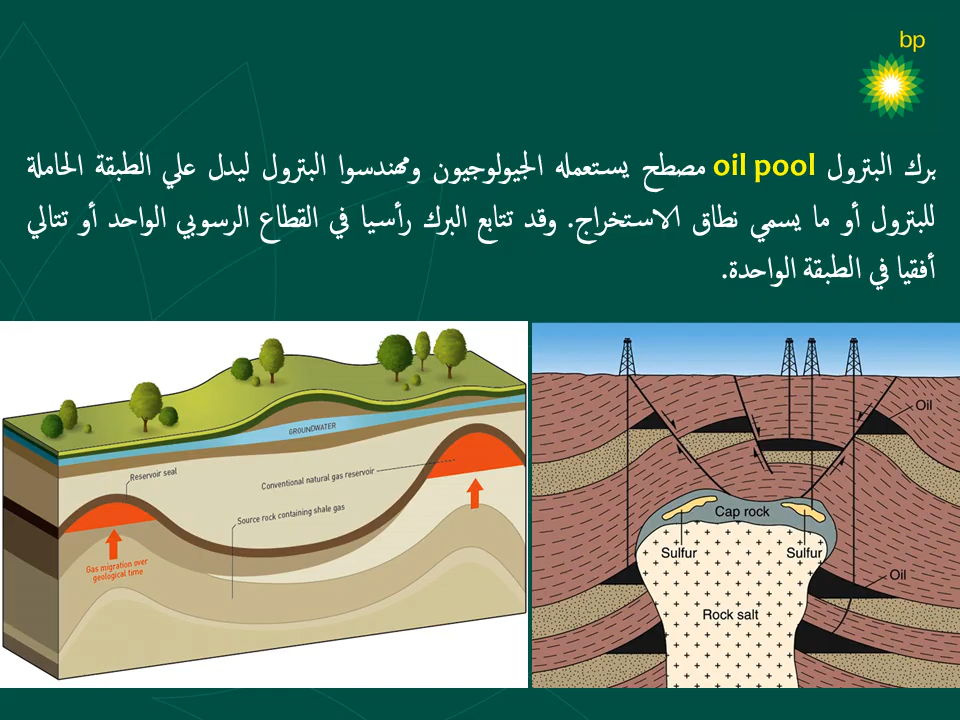 bp
برك البترول oil pool مصطح يستعمله الجيولوجيون ومهندسوا البترول ليدل علي الطبقة الحاملة
للبترول أو ما يسمي نطاق الاستخراج. وقد تتابع البرك رأسيا في القطاع الرسوبي الواحد أو تتالي
أفقيا في الطبقة الواحدة.
GROUNDWATER
Reservoir seal
Conventional natural gas reservoir
Source rock containing shale gas
Gas migration over
geological time
Oil
Cap rock
Sulfur
Sulfur
Oil
Rock salt